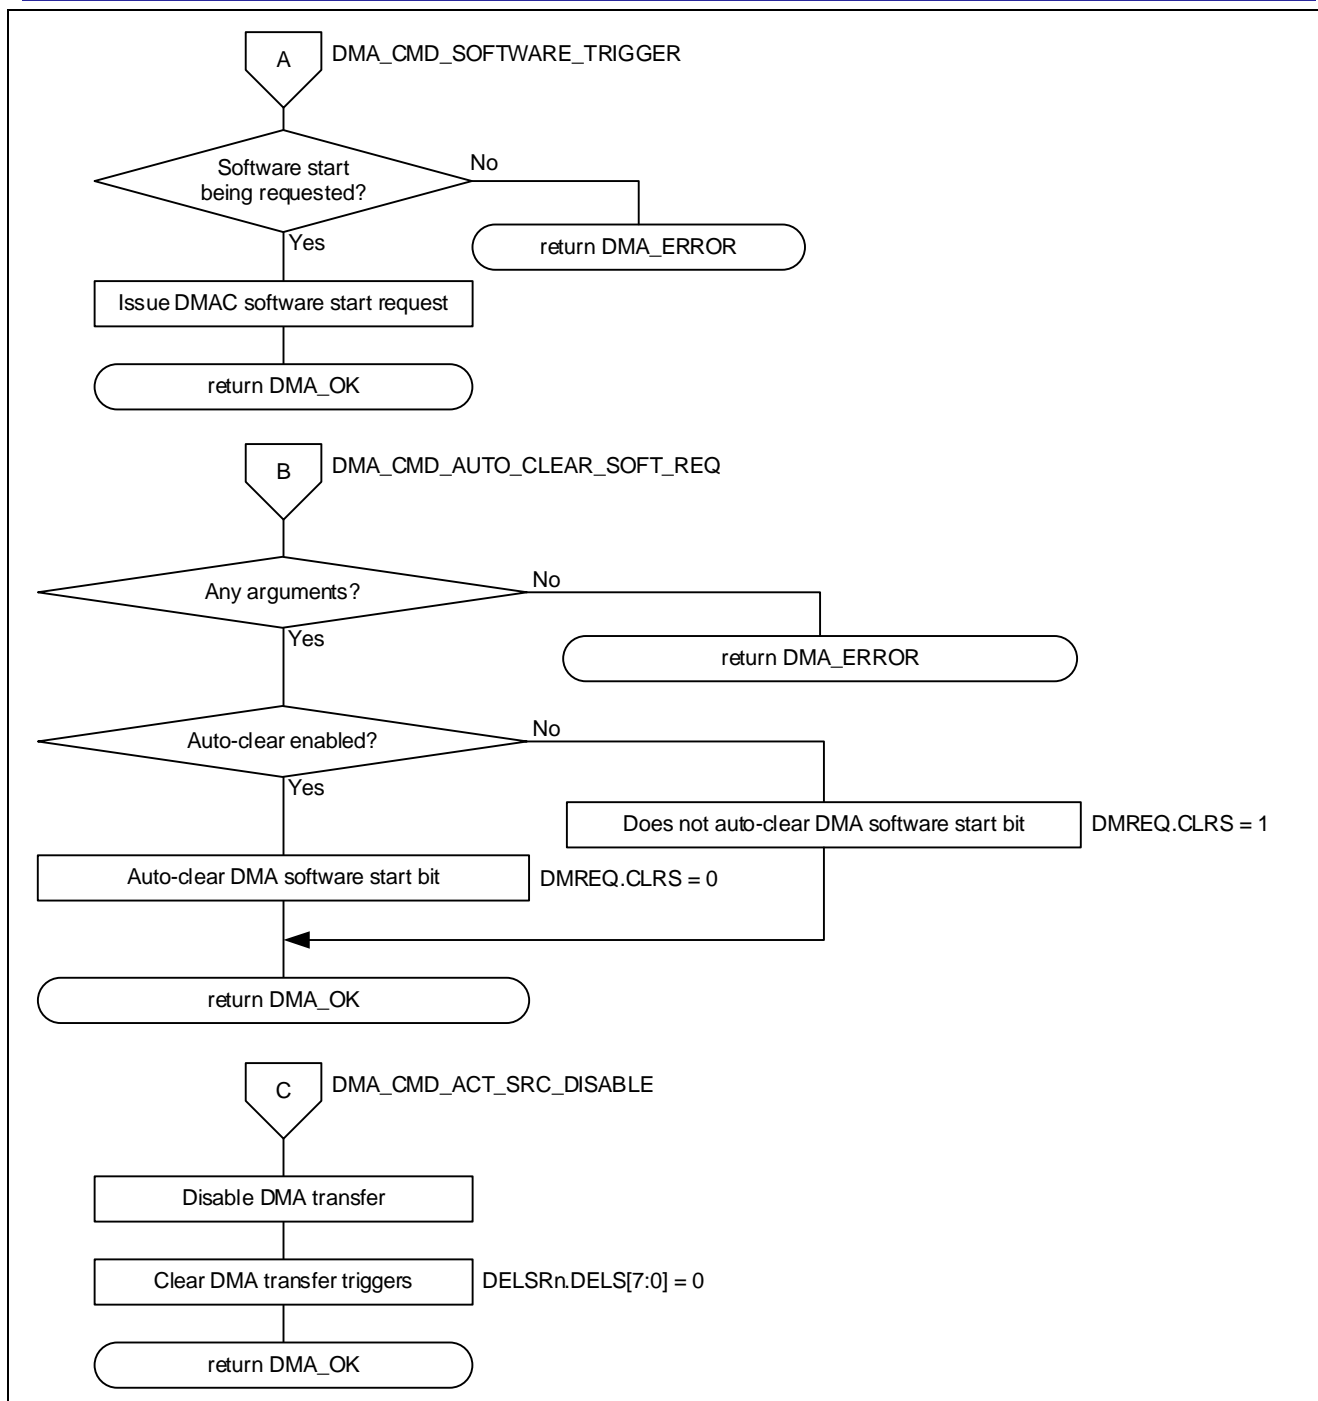 A
DMA_CMD_SOFTWARE_TRIGGER
Software start
being requested?
No
Yes
return DMA_ERROR
Issue DMAC software start request
return DMA_OK
B
DMA_CMD_AUTO_CLEAR_SOFT_REQ
Any arguments?
No
Yes
return DMA_ERROR
Auto-clear enabled?
No
Yes
Does not auto-clear DMA software start bit
DMREQ.CLRS = 1
Auto-clear DMA software start bit
DMREQ.CLRS = 0
return DMA_OK
C
DMA_CMD_ACT_SRC_DISABLE
Disable DMA transfer
Clear DMA transfer triggers
DELSRn.DELS[7:0] = 0
return DMA_OK